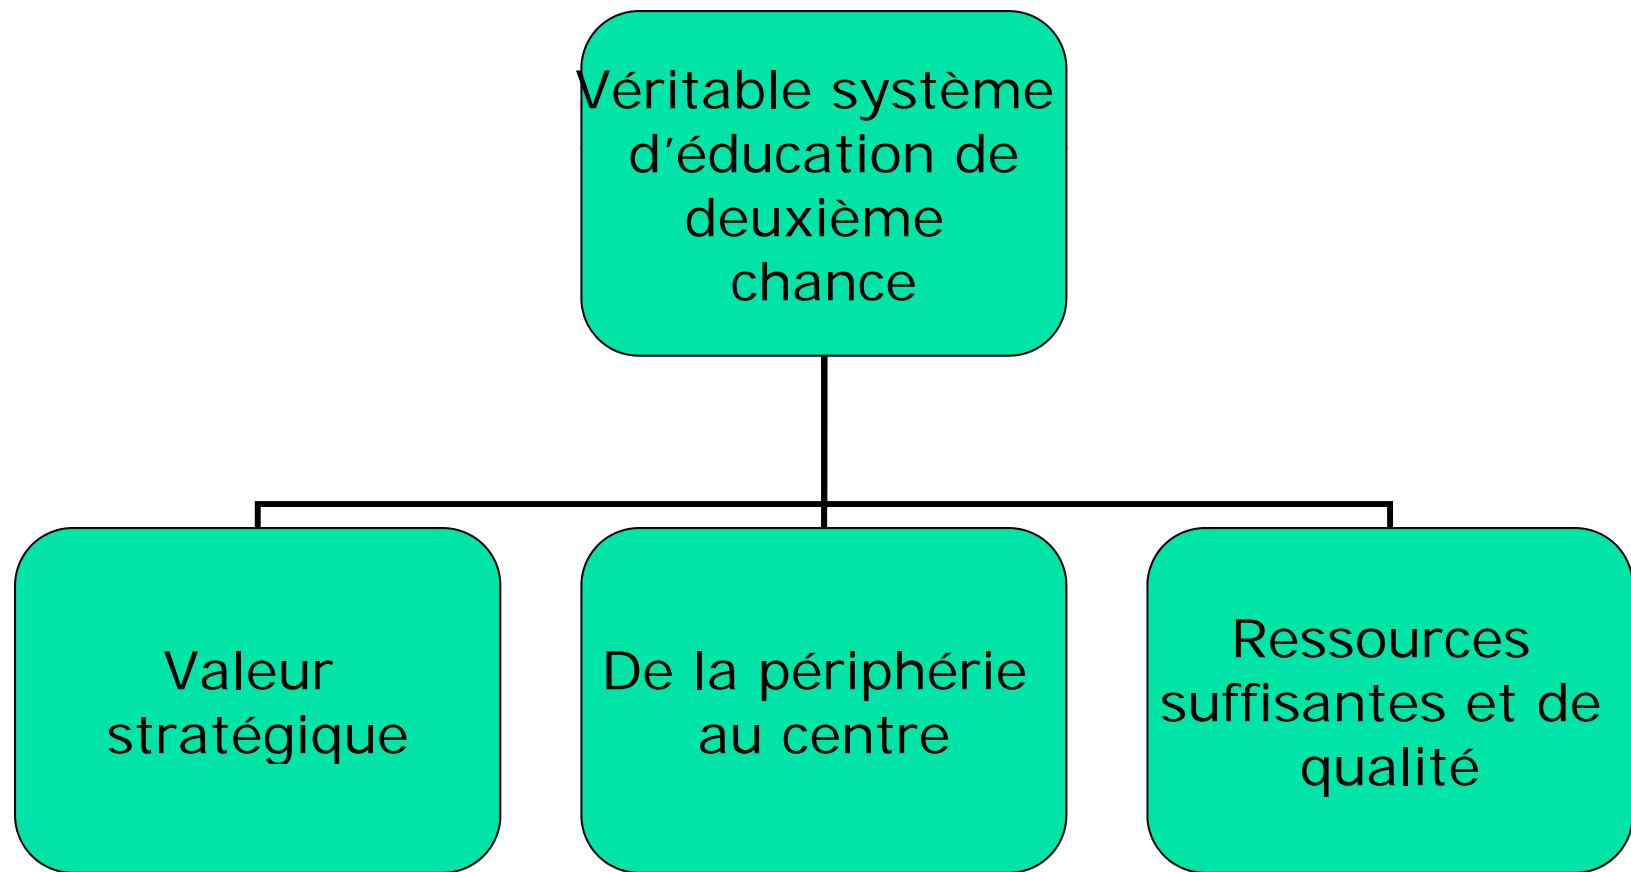 Véritable système
d’éducation de
deuxième
chance
Valeur
stratégique
De la périphérie
au centre
Ressources
suffisantes et de
qualité